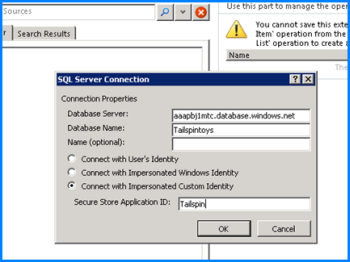 Sources
Search Results
Use this part to manage the oper
You cannot save this exte
Item' operation from the
List' operation to create a
Name
The
SQL Server Connection
Connection Properties
Database Server:
aaapbj1mtc.database.windows.net
Database Name:
Tailspintoys
Name (optional):
Connect with User's Identity
Connect with Impersonated Windows Identity
Connect with Impersonated Custom Identity
Secure Store Application ID:
Tailspin
OK
Cancel